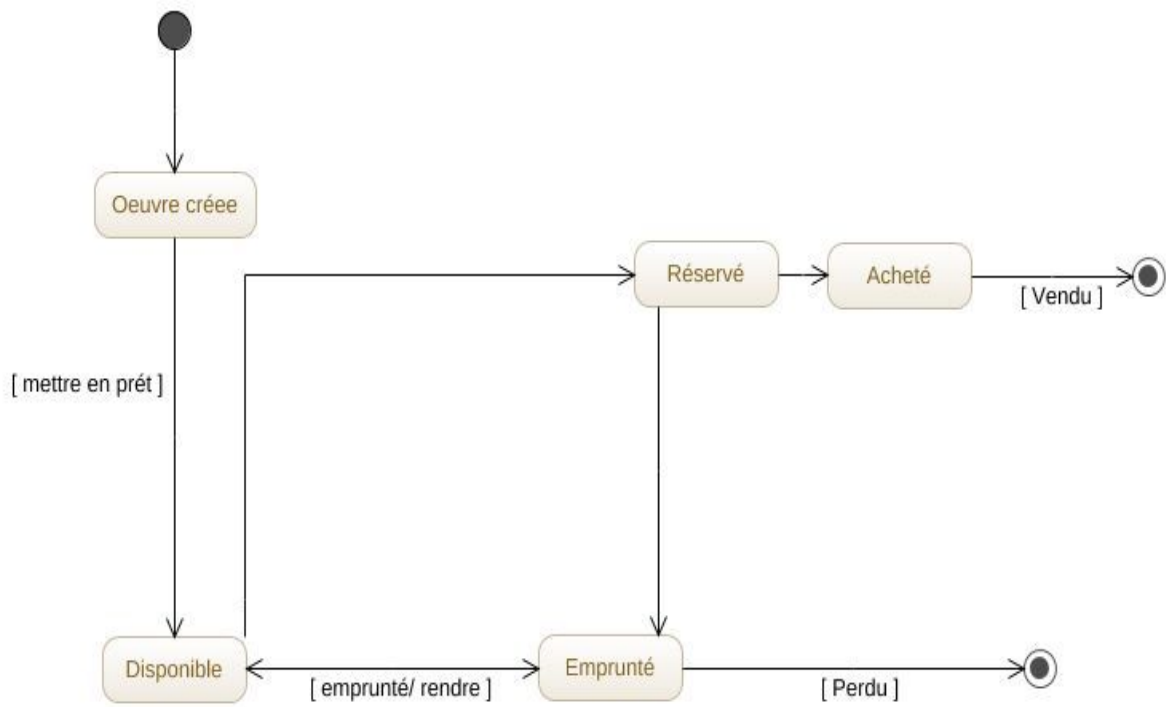 Oeuvre créee
Réservé
Acheté
[ Vendu ]
[ mettre en prét ]
Disponible
[ emprunté/ rendre ]
Emprunté
[ Perdu ]